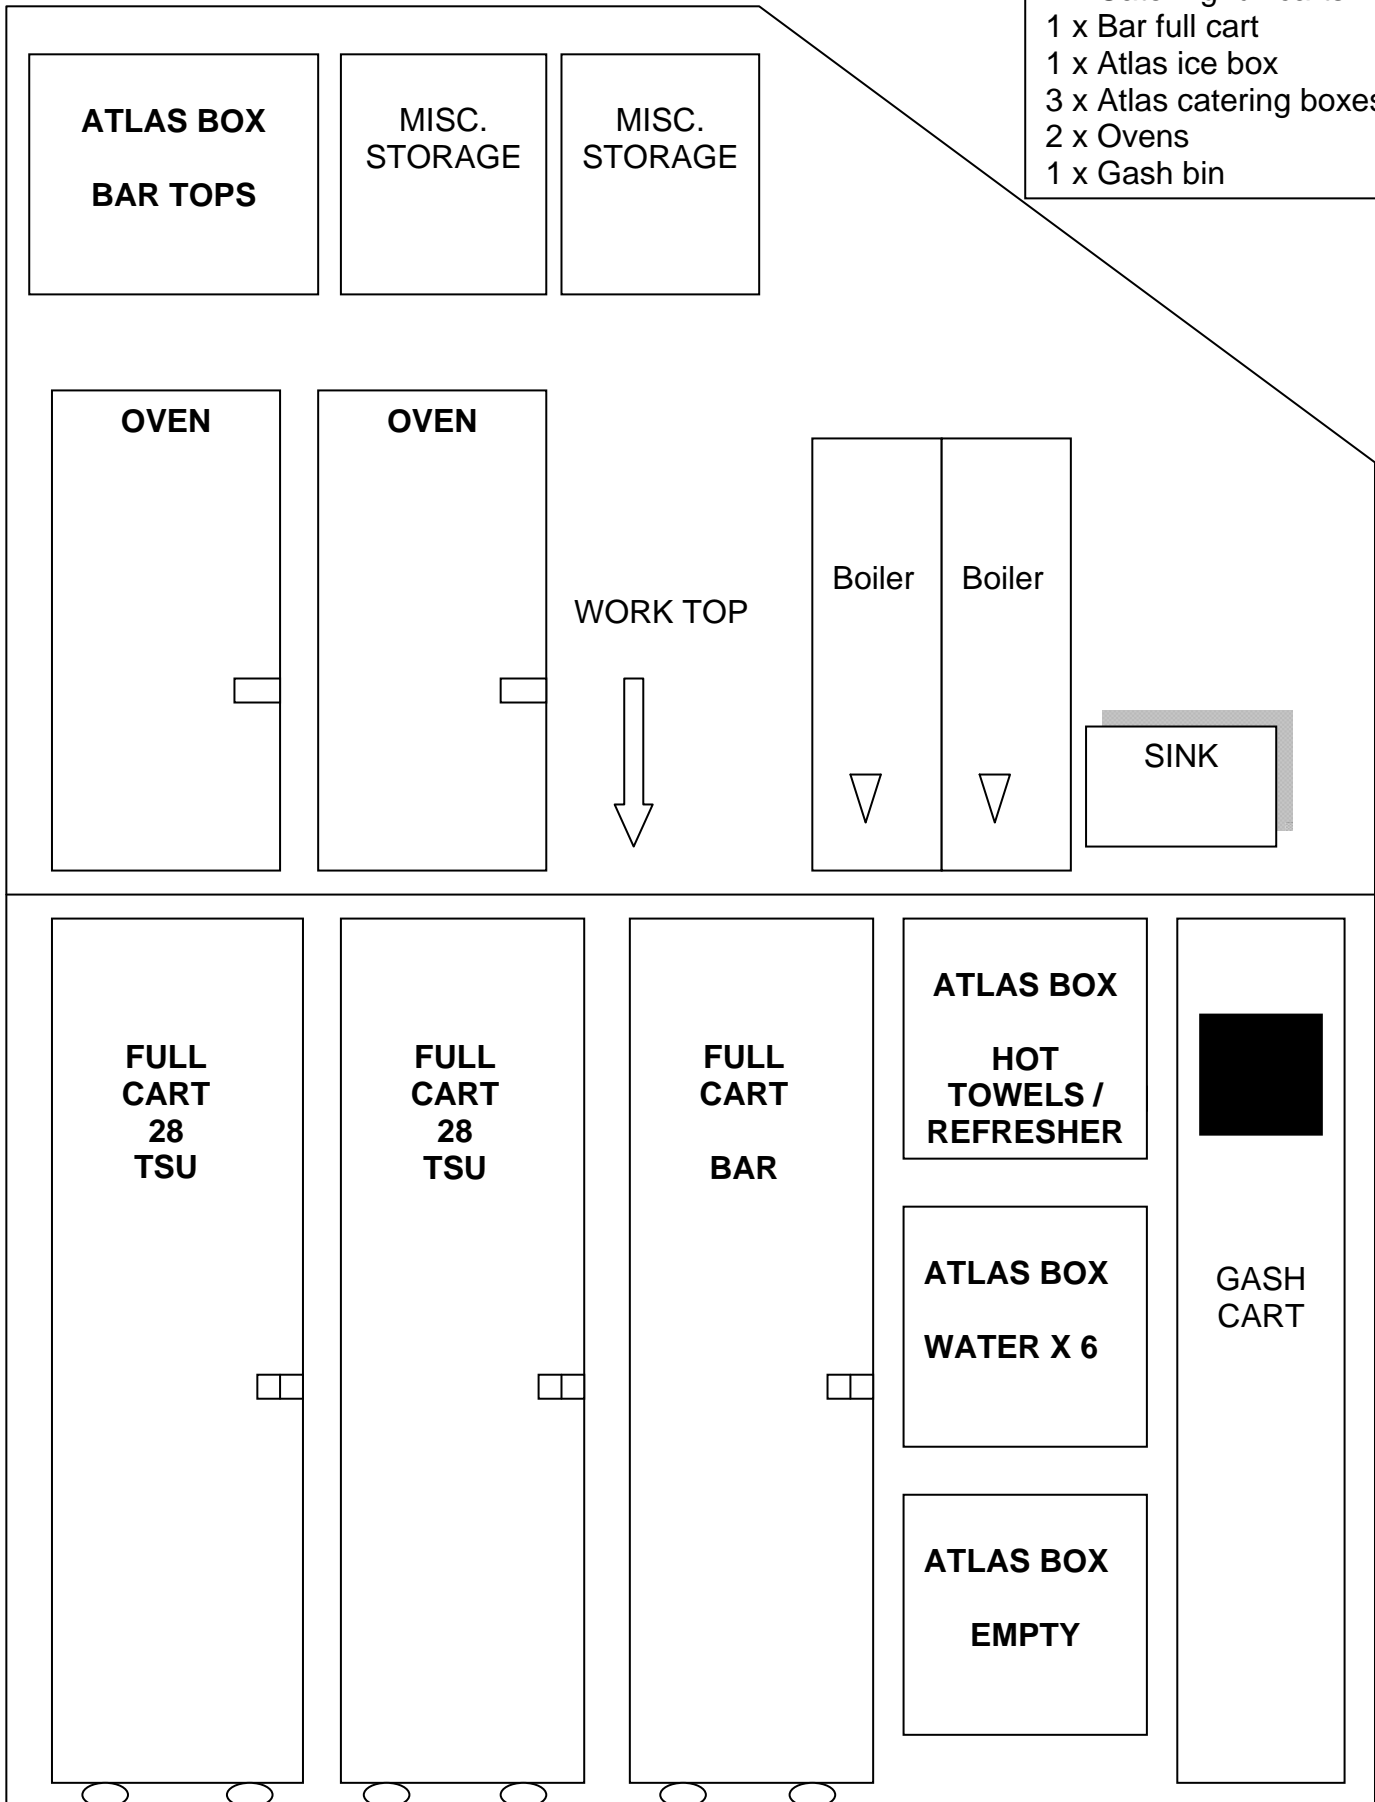 1 x Bar full cart
1 x Atlas ice box
3 x Atlas catering boxes
2 x Ovens
1 x Gash bin
ATLAS BOX
BAR TOPS
MISC.
STORAGE
MISC.
STORAGE
OVEN
OVEN
WORK TOP
Boiler
Boiler
SINK
FULL
CART
28
TSU
FULL
CART
28
TSU
FULL
CART
BAR
ATLAS BOX
HOT
TOWELS /
REFRESHER
ATLAS BOX
WATER X 6
ATLAS BOX
EMPTY
GASH
CART